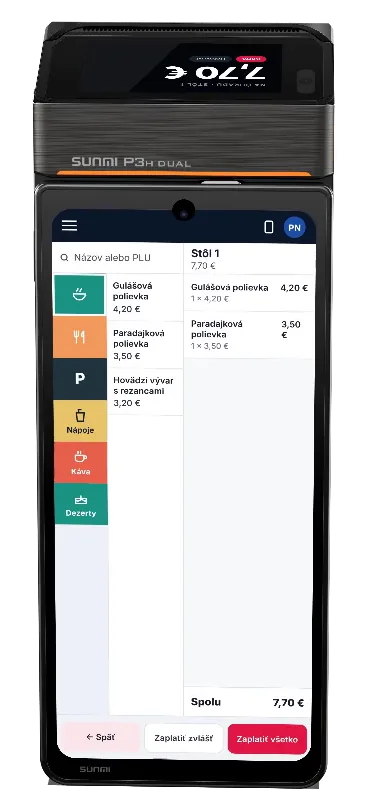 7,70 €
SUNMI P3H DUAL
PN
Názov alebo PLU
Stôl 1
7,70 €
Gulášová
polievka
4,20 €
Gulášová polievka
4,20 €
1 × 4,20 €
Paradajková
polievka
3,50 €
Paradajková
polievka
3,50
€
1 × 3,50 €
P
Hovädzí vývar
s rezancami
3,20 €
Nápoje
Káva
Dezerty
Spolu
7,70 €
← Späť
Zaplatiť zvlášť
Zaplatiť všetko
SUNMI